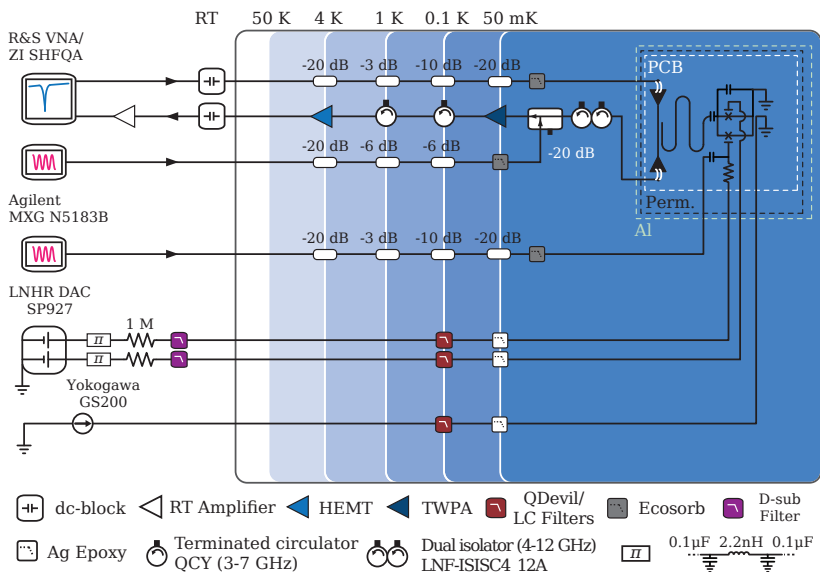 RT 50 K 4 K 1 K 0.1 K 50 mK
R&S VNA/
ZI SHFQA
-20 dB -3 dB -10 dB -20 dB
PCB
-20 dB -6 dB -6 dB
-20 dB
Agilent
MXG N5183B
Perm.
Al
-20 dB -3 dB -10 dB -20 dB
LNHR DAC
SP927
1 M
π
π
Yokogawa
GS200
dc-block RT Amplifier HEMT TWPA QDevil/
LC Filters Ecosorb D-sub
Filter
Ag Epoxy Terminated circulator
QCY (3-7 GHz) Dual isolator (4-12 GHz)
LNF-ISISC4 12A π 0.1μF 2.2nH 0.1μF